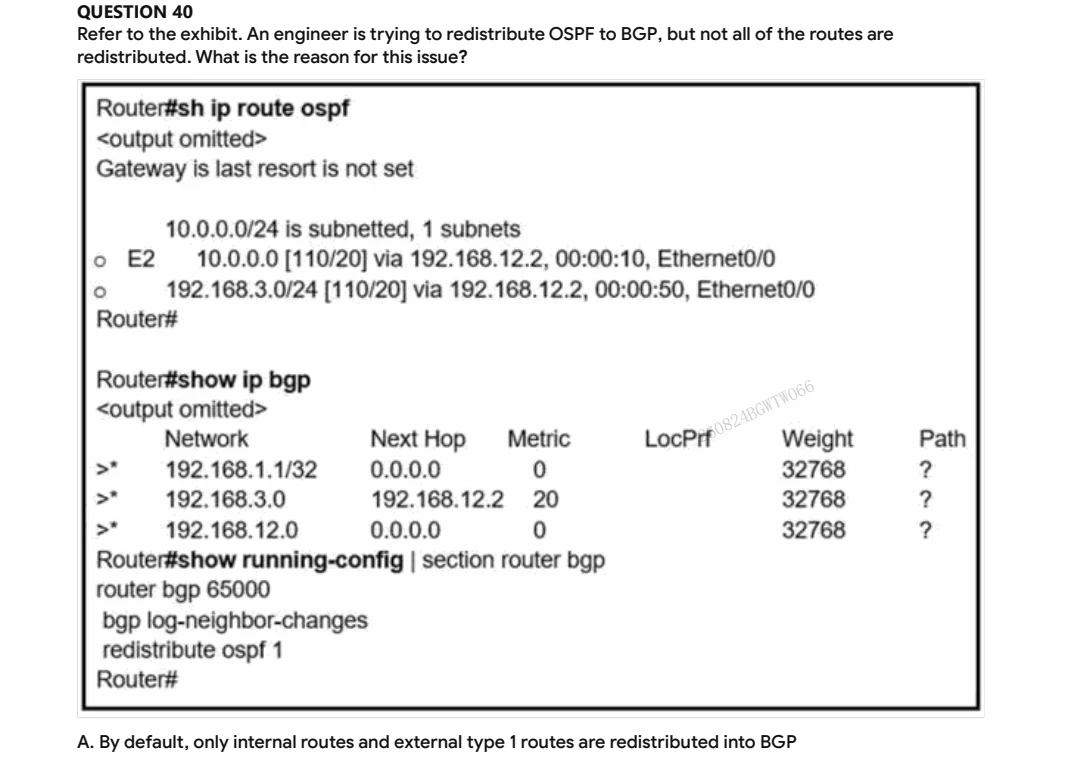 QUESTION 40
Refer to the exhibit. An engineer is trying to redistribute OSPF to BGP, but not all of the routes are
redistributed. What is the reason for this issue?
Router#sh ip route ospf
<output omitted>
Gateway is last resort is not set
10.0.0.0/24 is subnetted, 1 subnets
o E2 10.0.0.0 [110/20] via 192.168.12.2, 00:00:10, Ethernet0/0
o 192.168.3.0/24 [110/20] via 192.168.12.2, 00:00:50, Ethernet0/0
Router#
Router#show ip bgp
<output omitted>
Network Next Hop Metric LocPrf Weight Path
>* 192.168.1.1/32 0.0.0.0 0 32768 ?
>* 192.168.3.0 192.168.12.2 20 32768 ?
>* 192.168.12.0 0.0.0.0 0 32768 ?
Router#show running-config | section router bgp
router bgp 65000
bgp log-neighbor-changes
redistribute ospf 1
Router#
A. By default, only internal routes and external type 1 routes are redistributed into BGP